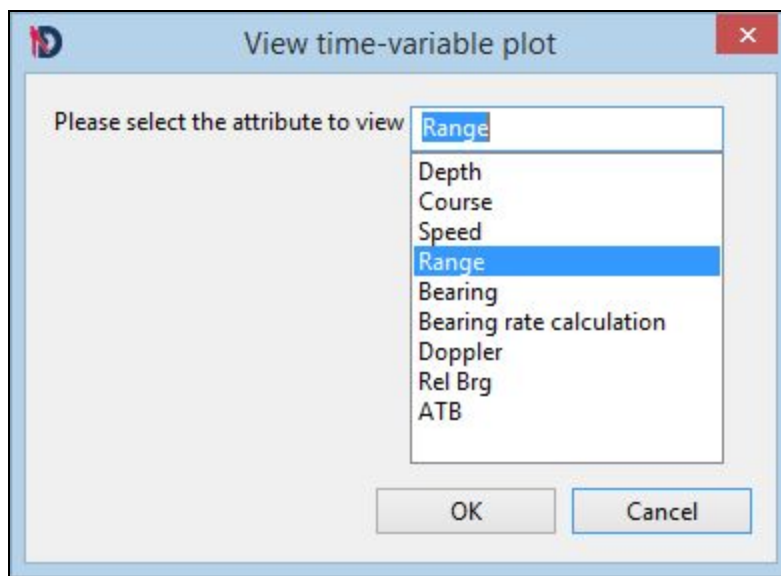 View time-variable plot
Please select the attribute to view Range
Depth
Course
Speed
Range
Bearing
Bearing rate calculation
Doppler
Rel Brg
ATB
OK Cancel